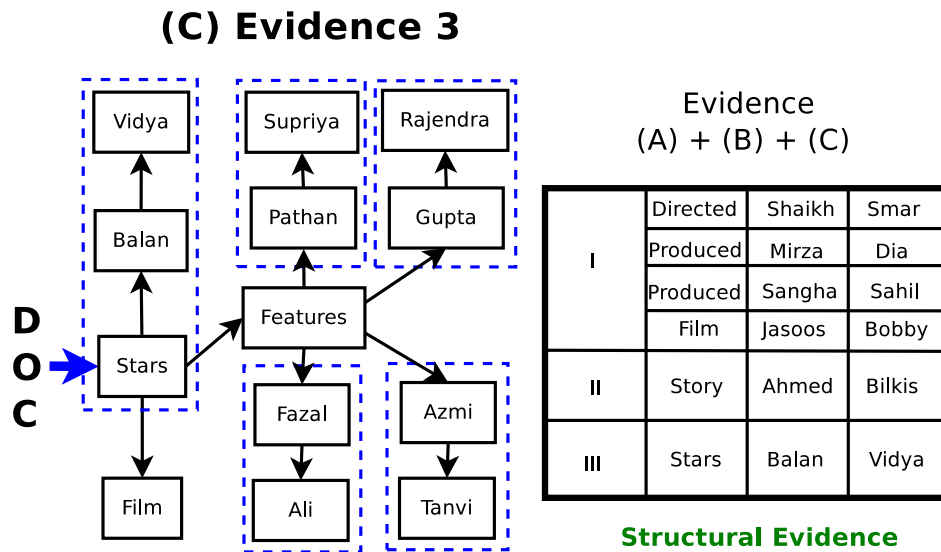 (C) Evidence 3
Vidya
Supriya
Rajendra
Balan
Pathan
Gupta
D
O
C
Stars
Features
Fazal
Azmi
Film
Ali
Tanvi
Evidence
(A) + (B) + (C)
I
Directed Shaikh Smar
Produced Mirza Dia
Produced Sangha Sahil
Film Jasoos Bobby
II Story Ahmed Bilkis
III Stars Balan Vidya
Structural Evidence